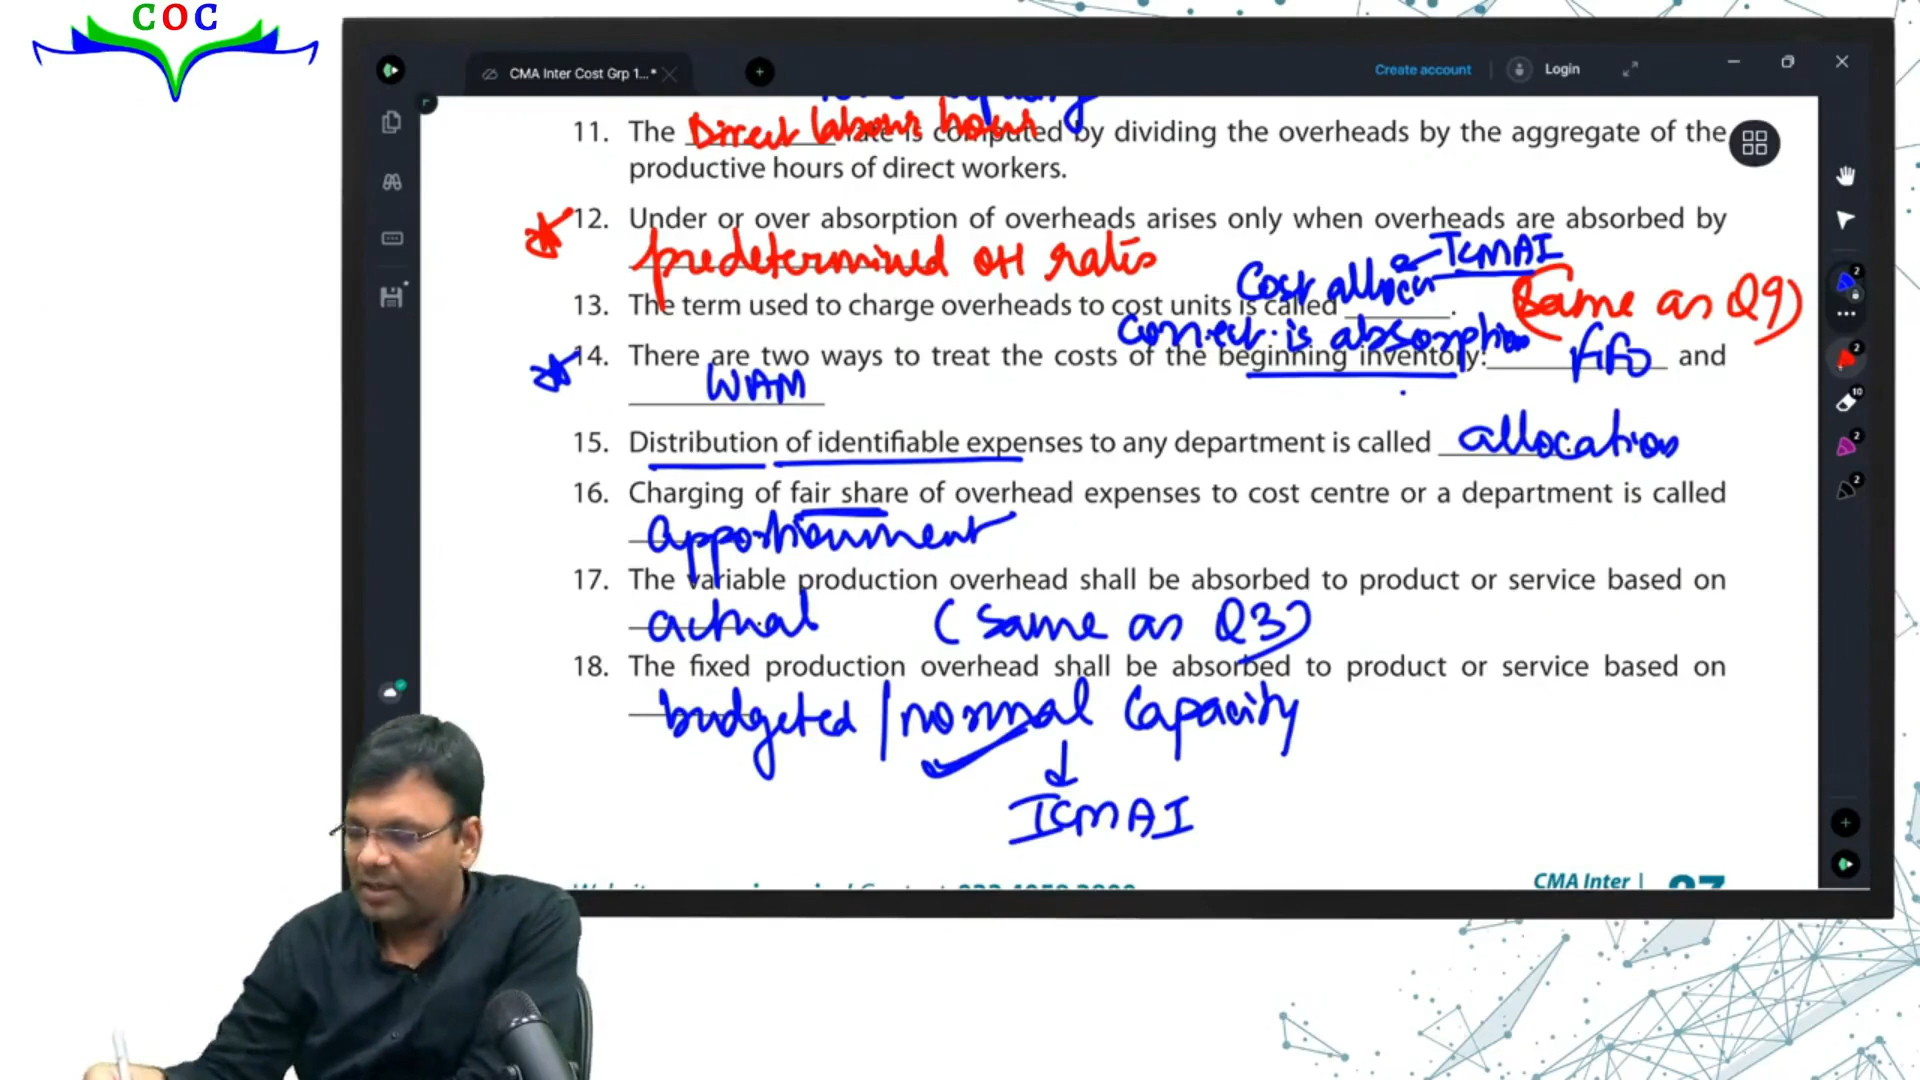 COC
CMA Inter Cost Grp 1...*
Create account
Login
11. The Direct labour hour rate is computed by dividing the overheads by the aggregate of the
productive hours of direct workers.
12. Under or over absorption of overheads arises only when overheads are absorbed by
predetermined OH rates
Cost allocn ICMAI
13. The term used to charge overheads to cost units is called ________. (Same as Q9)
correct is absorption
14. There are two ways to treat the costs of the beginning inventory: FIFO and
WAM
15. Distribution of identifiable expenses to any department is called allocation
16. Charging of fair share of overhead expenses to cost centre or a department is called
apportionment
17. The variable production overhead shall be absorbed to product or service based on
actual (same as Q3)
18. The fixed production overhead shall be absorbed to product or service based on
budgeted / normal Capacity
ICMAI
CMA Inter |